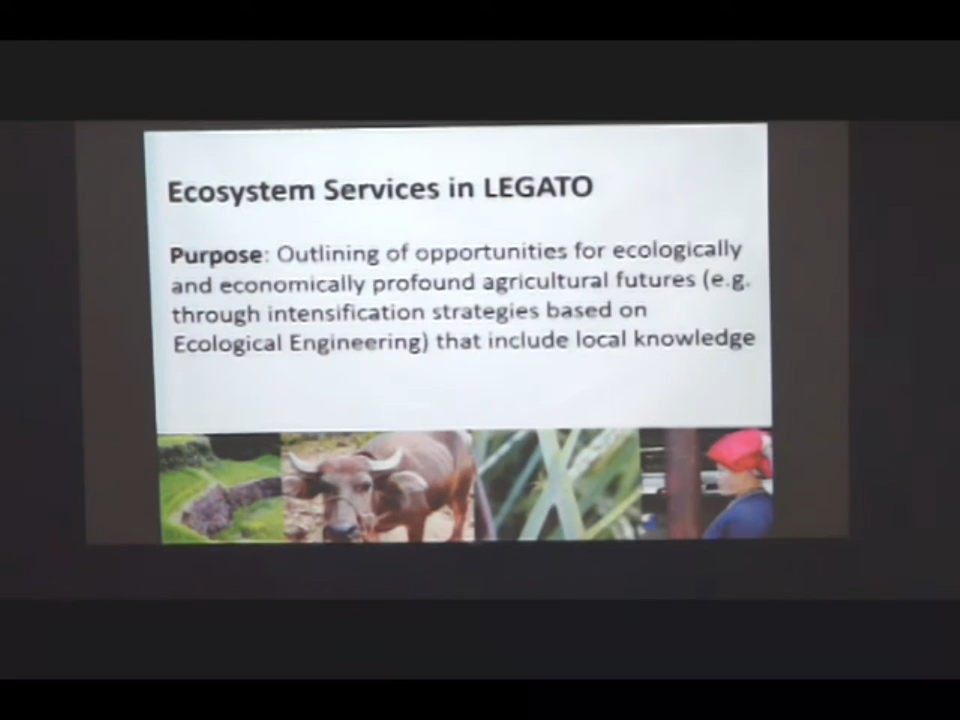 Ecosystem Services in LEGATO
Purpose: Outlining of opportunities for ecologically
and economically profound agricultural futures (e.g.
through intensification strategies based on
Ecological Engineering) that include local knowledge